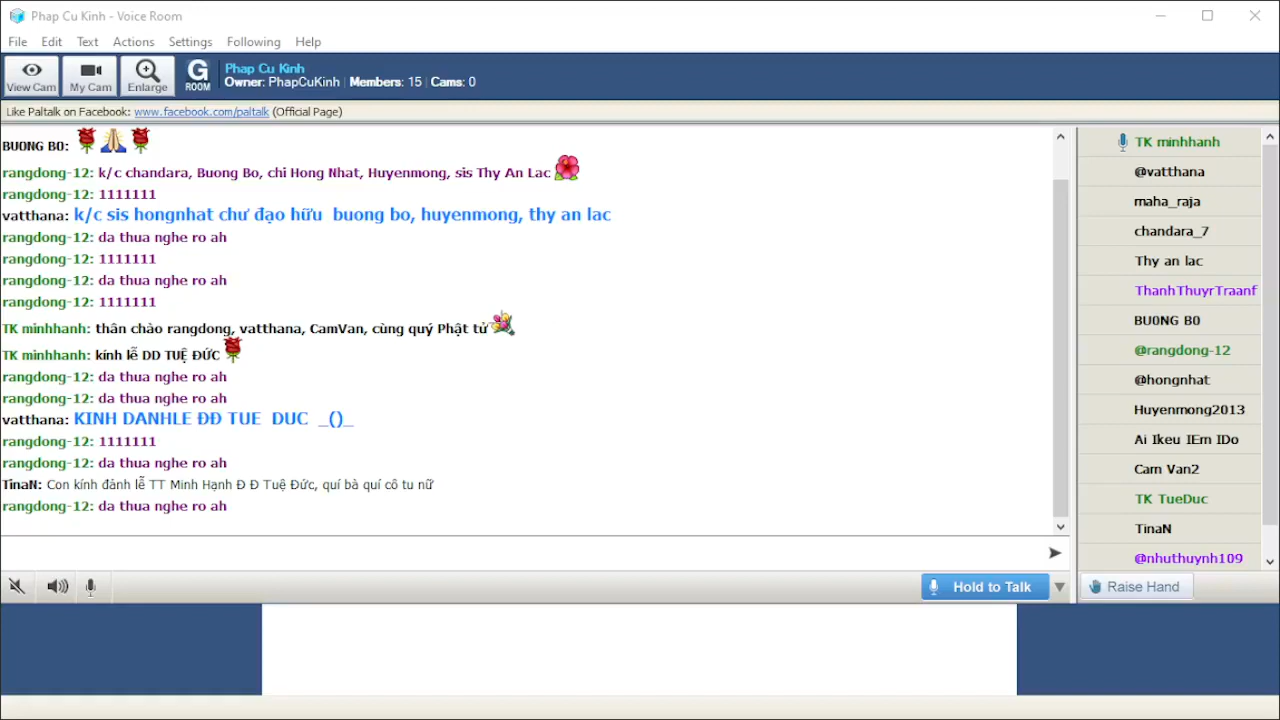 Phap Cu Kinh - Voice Room
File Edit Text Actions Settings Following Help
View Cam My Cam Enlarge G ROOM
Phap Cu Kinh
Owner: PhapCuKinh | Members: 15 | Cams: 0
Like Paltalk on Facebook: www.facebook.com/paltalk (Official Page)
BUONG BO:
rangdong-12: k/c chandara, Buong Bo, chi Hong Nhat, Huyenmong, sis Thy An Lac
rangdong-12: 1111111
vatthana: k/c sis hongnhat chư đạo hữu buong bo, huyenmong, thy an lac
rangdong-12: da thua nghe ro ah
rangdong-12: 1111111
rangdong-12: da thua nghe ro ah
rangdong-12: 1111111
TK minhhanh: thân chào rangdong, vatthana, CamVan, cùng quý Phật tử
TK minhhanh: kính lễ DD TUỆ ĐỨC
rangdong-12: da thua nghe ro ah
rangdong-12: da thua nghe ro ah
vatthana: KINH DANHLE ĐĐ TUE DUC _()_
rangdong-12: 1111111
rangdong-12: da thua nghe ro ah
TinaN: Con kính đảnh lễ TT Minh Hạnh Đ Đ Tuệ Đức, quí bà quí cô tu nữ
rangdong-12: da thua nghe ro ah
TK minhhanh
@vatthana
maha_raja
chandara_7
Thy an lac
ThanhThuyrTraanf
BU0NG B0
@rangdong-12
@hongnhat
Huyenmong2013
Ai Ikeu IEm IDo
Cam Van2
TK TueDuc
TinaN
@nhuthuynh109
Hold to Talk
Raise Hand